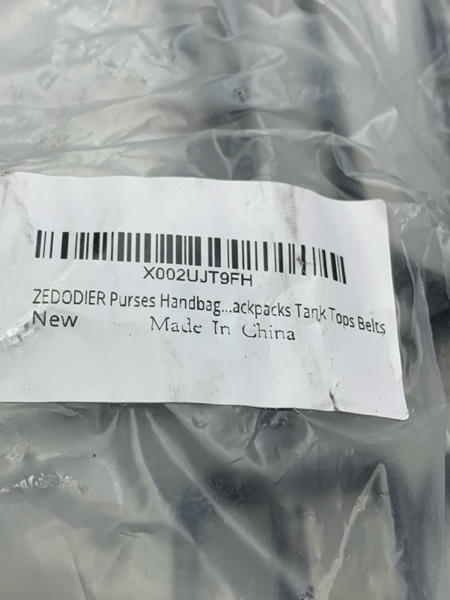 X002UJT9FH
ZEDODIER Purses Handbag...ackpacks Tank Tops Belts
New Made In China